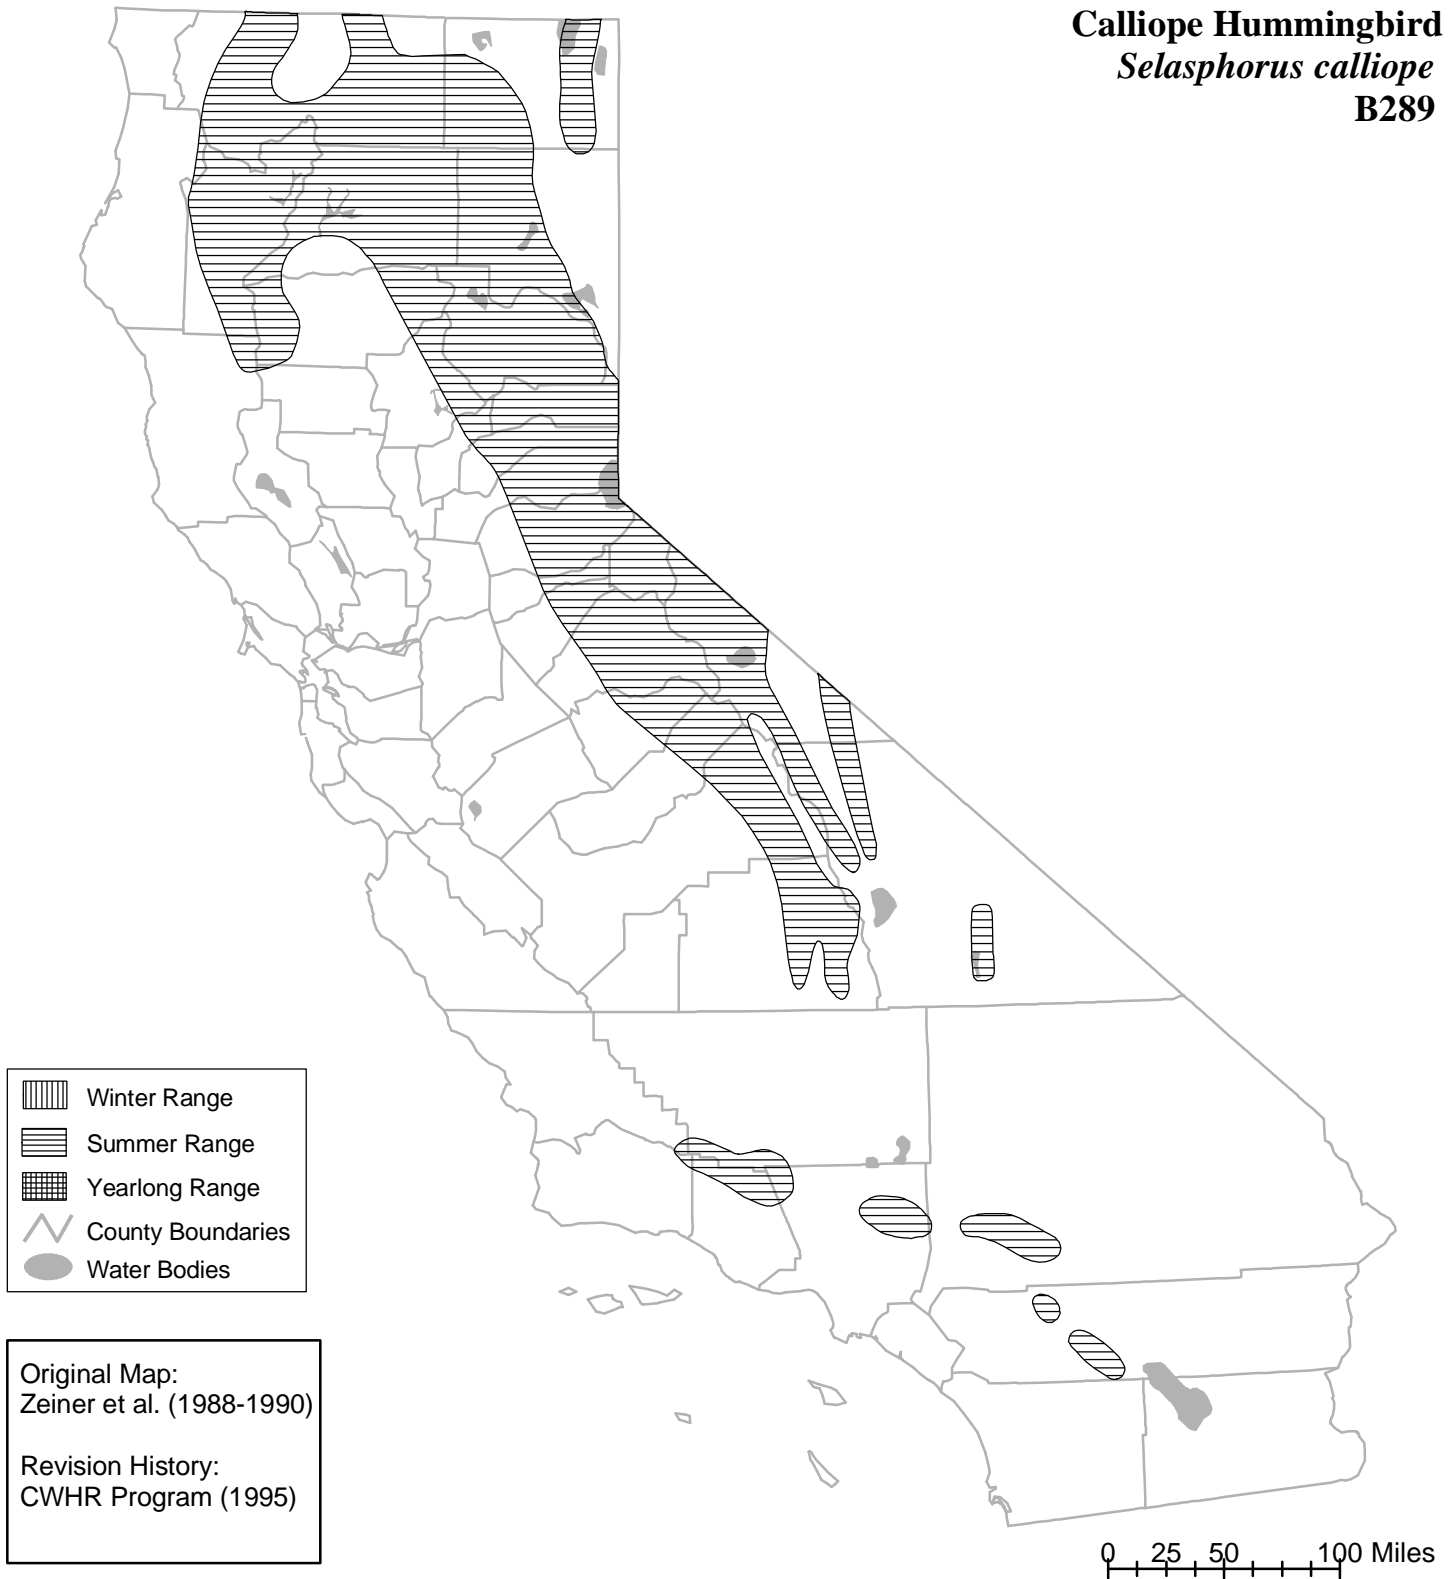 Calliope Hummingbird
Selasphorus calliope
B289
Winter Range
Summer Range
Yearlong Range
County Boundaries
Water Bodies
Original Map:
Zeiner et al. (1988-1990)
Revision History:
CWHR Program (1995)
0 25 50 100 Miles